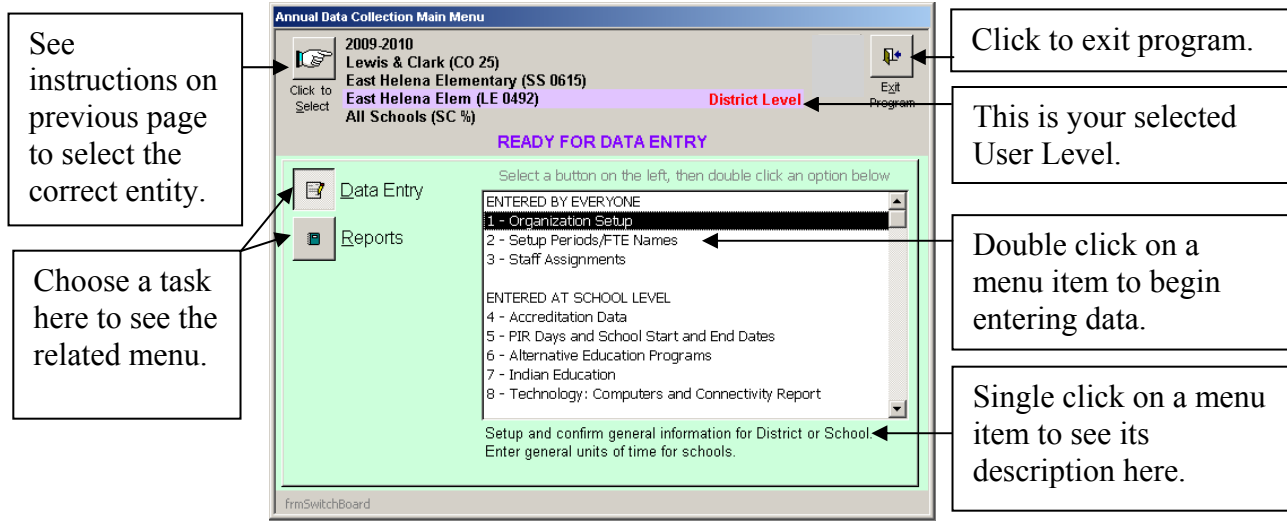 See
instructions on
previous page
to select the
correct entity.
Choose a task
here to see the
related menu.
Annual Data Collection Main Menu
Click to
Select
2009-2010
Lewis & Clark (CO 25)
East Helena Elementary (SS 0615)
East Helena Elem (LE 0492) District Level
All Schools (SC %)
Exit
Program
READY FOR DATA ENTRY
Data Entry
Reports
Select a button on the left, then double click an option below
ENTERED BY EVERYONE
1 - Organization Setup
2 - Setup Periods/FTE Names
3 - Staff Assignments
ENTERED AT SCHOOL LEVEL
4 - Accreditation Data
5 - PIR Days and School Start and End Dates
6 - Alternative Education Programs
7 - Indian Education
8 - Technology: Computers and Connectivity Report
Setup and confirm general information for District or School.
Enter general units of time for schools.
frmSwitchBoard
Click to exit program.
This is your selected
User Level.
Double click on a
menu item to begin
entering data.
Single click on a menu
item to see its
description here.